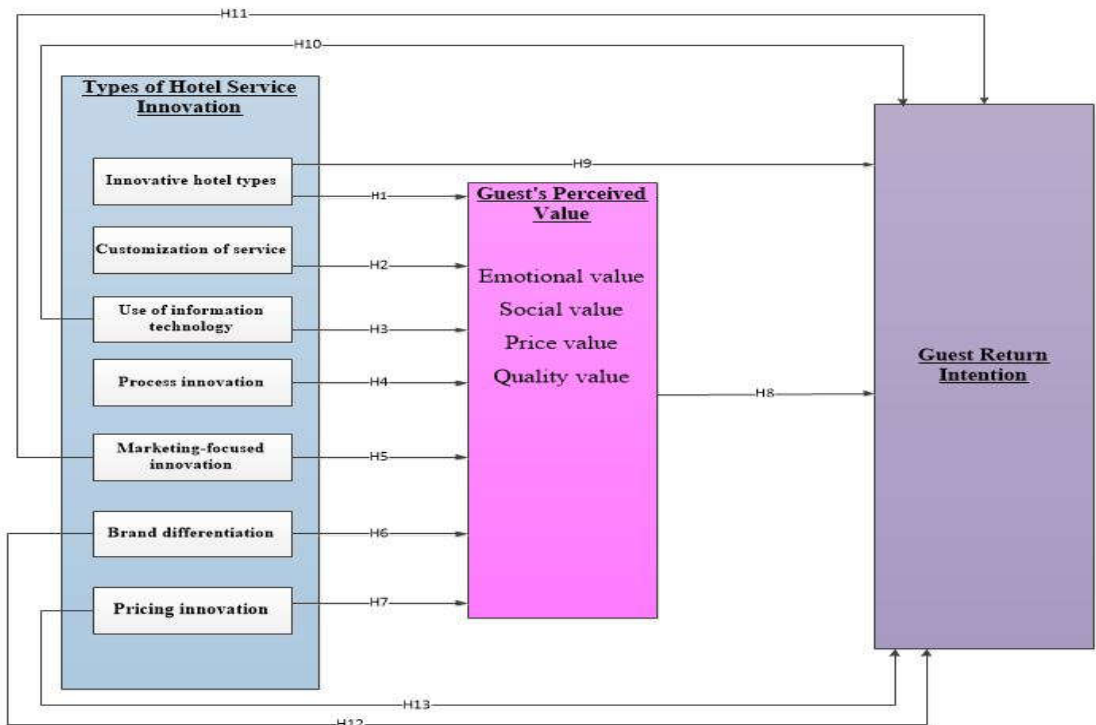 H11
H10
Types of Hotel Service
Innovation
Innovative hotel types
Customization of service
Use of information
technology
Process innovation
Marketing-focused
innovation
Brand differentiation
Pricing innovation
H9
H1
H2
H3
H4
H5
H6
H7
Guest's Perceived
Value
Emotional value
Social value
Price value
Quality value
H8
Guest Return
Intention
H13
H12